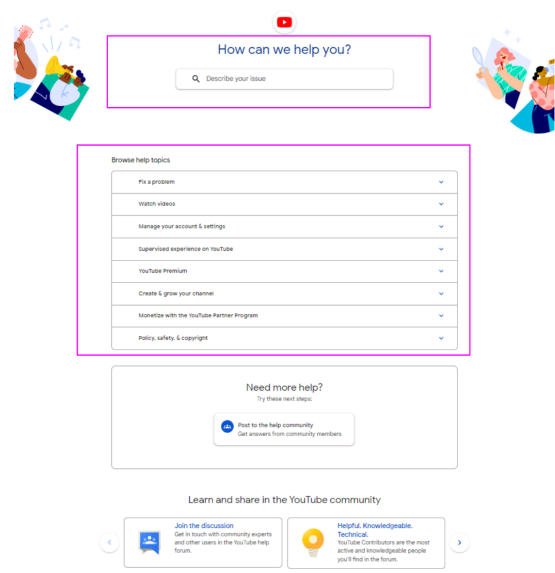 How can we help you?
Describe your issue
Browse help topics
Fix a problem
Watch videos
Manage your account & settings
Supervised experience on YouTube
YouTube Premium
Create & grow your channel
Monetize with the YouTube Partner Program
Policy, safety, & copyright
Need more help?
Try these next steps:
Post to the help community
Get answers from community members
Learn and share in the YouTube community
Join the discussion
Get in touch with community experts
and other users in the YouTube help
forum.
Helpful. Knowledgeable.
Technical.
YouTube Contributors are the most
active and knowledgeable people
you'll find in the forum.